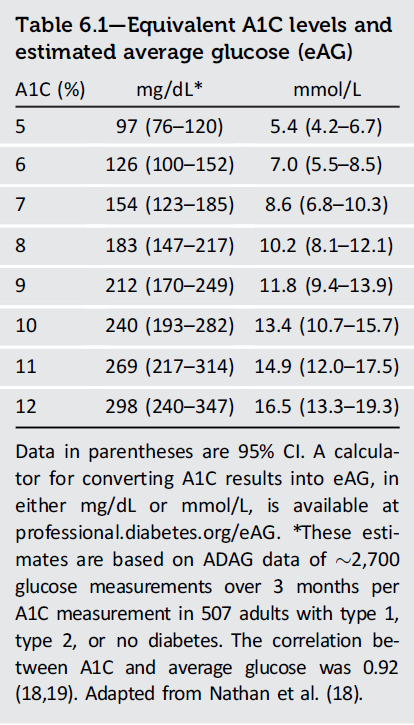 Table 6.1—Equivalent A1C levels and
estimated average glucose (eAG)
A1C (%) mg/dL* mmol/L
5 97 (76–120) 5.4 (4.2–6.7)
6 126 (100–152) 7.0 (5.5–8.5)
7 154 (123–185) 8.6 (6.8–10.3)
8 183 (147–217) 10.2 (8.1–12.1)
9 212 (170–249) 11.8 (9.4–13.9)
10 240 (193–282) 13.4 (10.7–15.7)
11 269 (217–314) 14.9 (12.0–17.5)
12 298 (240–347) 16.5 (13.3–19.3)
Data in parentheses are 95% CI. A calcula-
tor for converting A1C results into eAG, in
either mg/dL or mmol/L, is available at
professional.diabetes.org/eAG. *These esti-
mates are based on ADAG data of ∼2,700
glucose measurements over 3 months per
A1C measurement in 507 adults with type 1,
type 2, or no diabetes. The correlation be-
tween A1C and average glucose was 0.92
(18,19). Adapted from Nathan et al. (18).